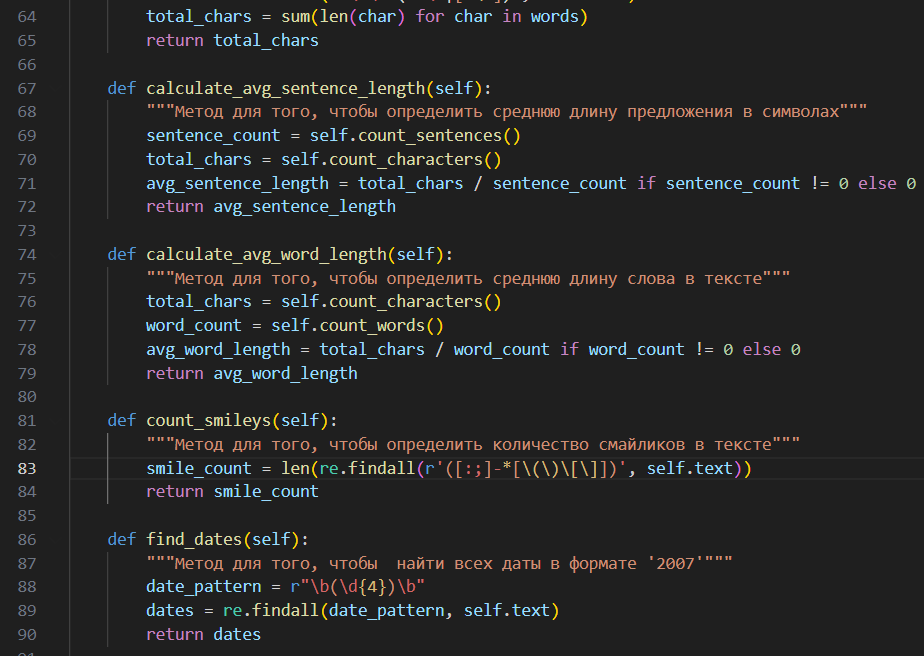 64 total_chars = sum(len(char) for char in words)
65 return total_chars
66
67 def calculate_avg_sentence_length(self):
68 """Метод для того, чтобы определить среднюю длину предложения в символах"""
69 sentence_count = self.count_sentences()
70 total_chars = self.count_characters()
71 avg_sentence_length = total_chars / sentence_count if sentence_count != 0 else 0
72 return avg_sentence_length
73
74 def calculate_avg_word_length(self):
75 """Метод для того, чтобы определить среднюю длину слова в тексте"""
76 total_chars = self.count_characters()
77 word_count = self.count_words()
78 avg_word_length = total_chars / word_count if word_count != 0 else 0
79 return avg_word_length
80
81 def count_smileys(self):
82 """Метод для того, чтобы определить количество смайликов в тексте"""
83 smile_count = len(re.findall(r'([:;]-*[\(\)\[\]])', self.text))
84 return smile_count
85
86 def find_dates(self):
87 """Метод для того, чтобы  найти всех даты в формате '2007'"""
88 date_pattern = r"\b(\d{4})\b"
89 dates = re.findall(date_pattern, self.text)
90 return dates